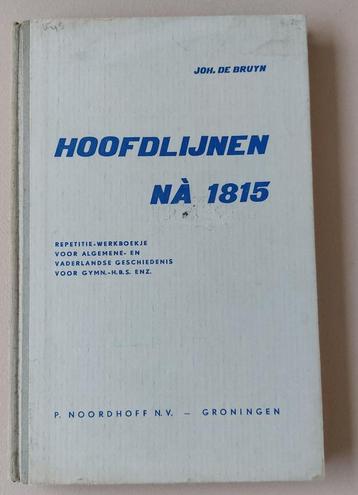 JOH. DE BRUYN
HOOFDLIJNEN
NÀ 1815
REPETITIE-WERKBOEKJE
VOOR ALGEMENE- EN
VADERLANDSE GESCHIEDENIS
VOOR GYMN.-H.B.S. ENZ.
P. NOORDHOFF N.V. — GRONINGEN